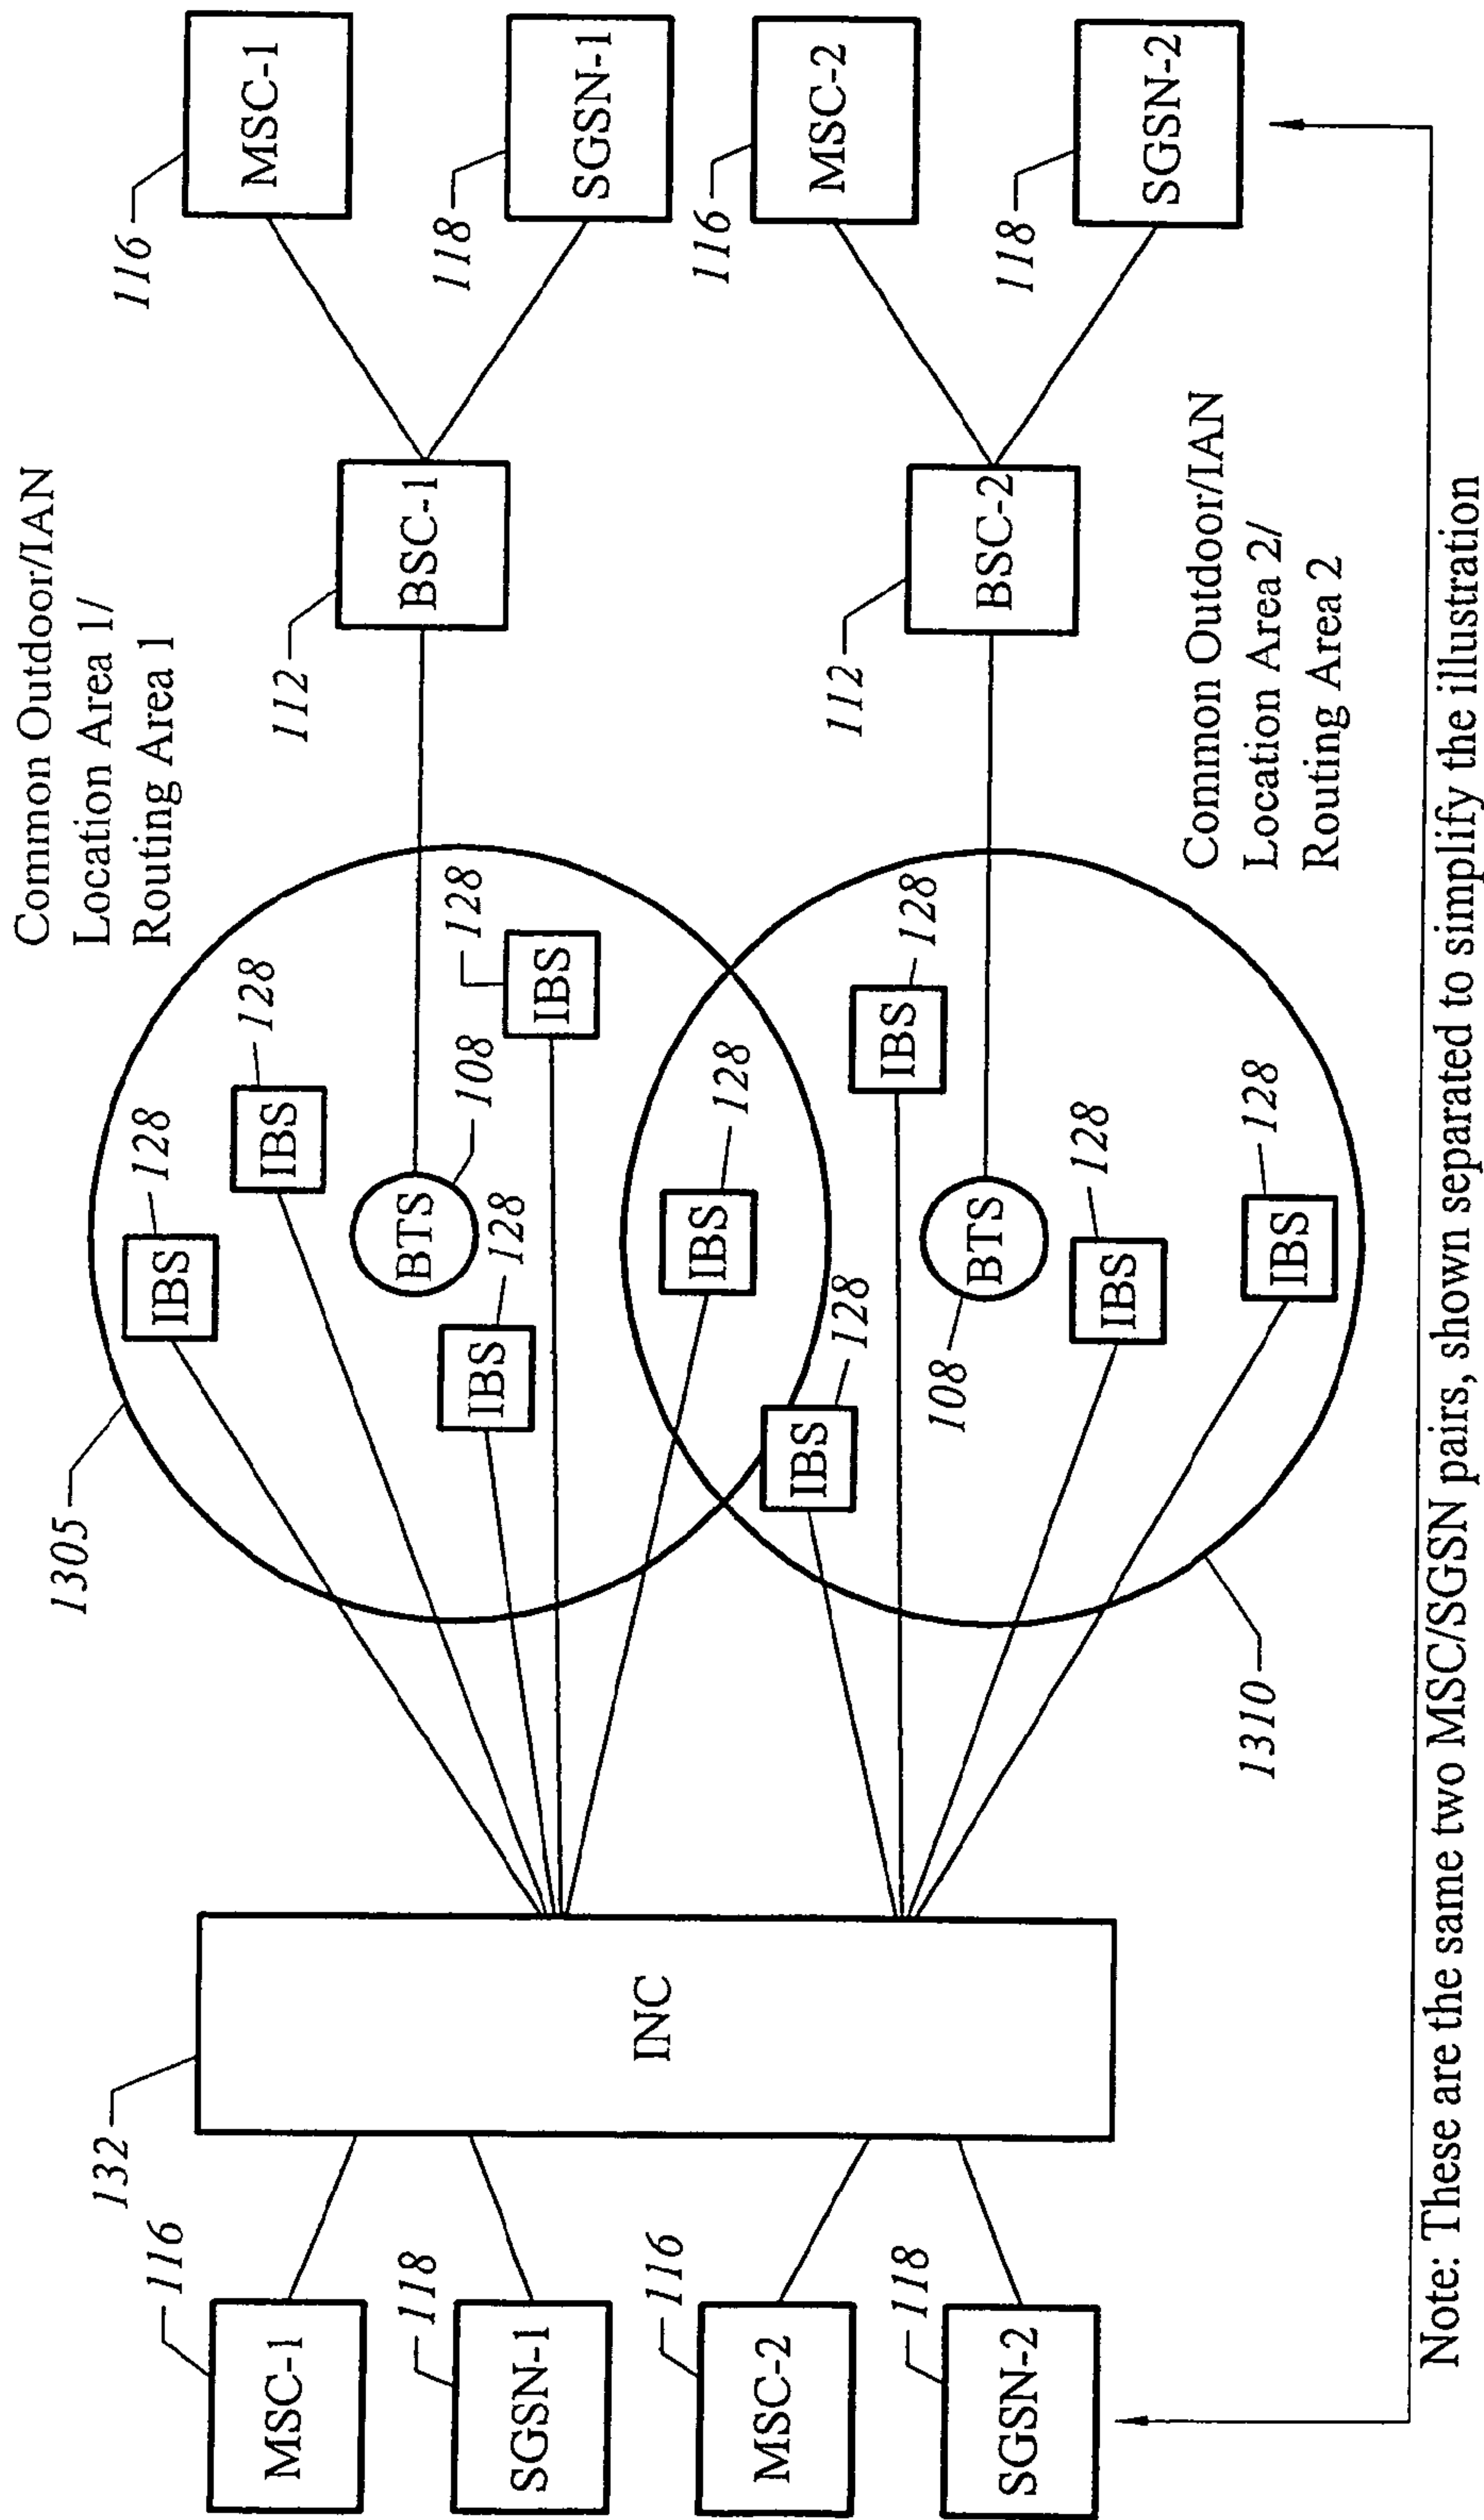 Common Outdoor/IAN
Location Area 1/
Routing Area 1
132
116
MSC-1
118
SGSN-1
116
MSC-2
118
SGSN-2
INC
1305
1310
IBS
128
IBS
128
BTS
108
IBS
128
IBS
128
IBS
128
IBS
128
IBS
128
BTS
108
IBS
128
IBS
128
112
BSC-1
112
BSC-2
116
MSC-1
118
SGSN-1
116
MSC-2
118
SGSN-2
Common Outdoor/IAN
Location Area 2/
Routing Area 2
Note: These are the same two MSC/SGSN pairs, shown separated to simplify the illustration